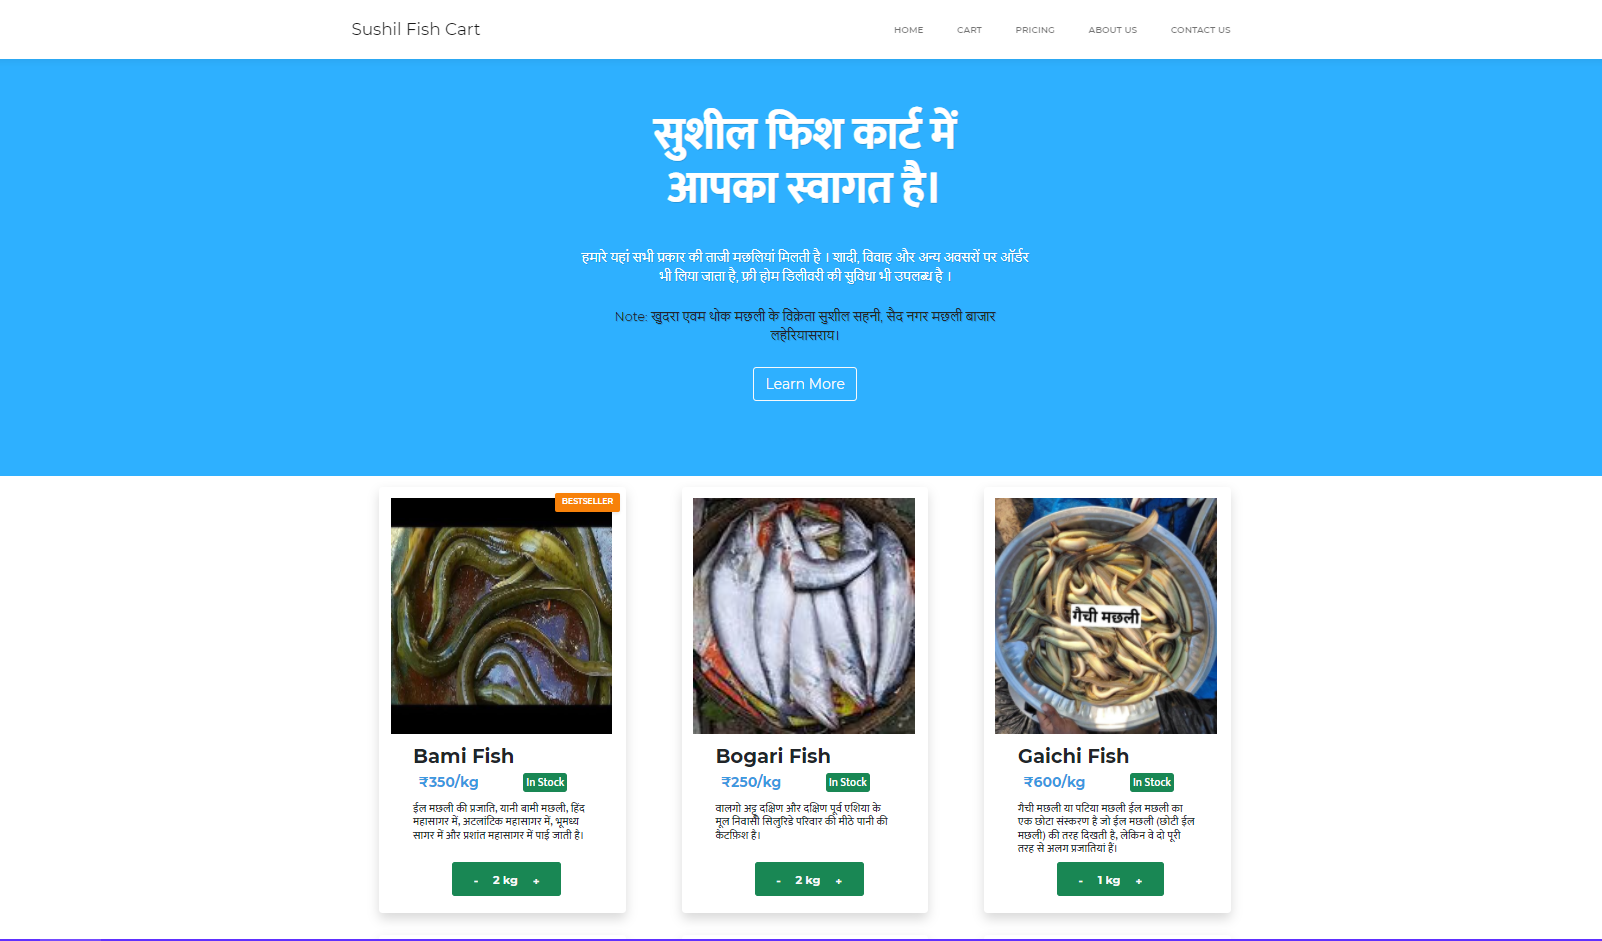 Sushil Fish Cart
HOME CART PRICING ABOUT US CONTACT US
सुशील फिश कार्ट में
आपका स्वागत है।
हमारे यहां सभी प्रकार की ताजी मछलियां मिलती है । शादी, विवाह और अन्य अवसरों पर ऑर्डर
भी लिया जाता है, फ्री होम डिलीवरी की सुविधा भी उपलब्ध है ।
Note: खुदरा एवम थोक मछली के विक्रेता सुशील सहनी, सैद नगर मछली बाजार
लहेरियासराय।
Learn More
BESTSELLER
Bami Fish
₹350/kg In Stock
ईल मछली की प्रजाति, यानी बामी मछली, हिंद
महासागर में, अटलांटिक महासागर में, भूमध्य
सागर में और प्रशांत महासागर में पाई जाती है।
- 2 kg +
Bogari Fish
₹250/kg In Stock
वालगो अट्टू दक्षिण और दक्षिण पूर्व एशिया के
मूल निवासी सिलुरिडे परिवार की मीठे पानी की
कैटफ़िश है।
- 2 kg +
गैची मछली
Gaichi Fish
₹600/kg In Stock
गैची मछली या पटिया मछली ईल मछली का
एक छोटा संस्करण है जो ईल मछली (छोटी ईल
मछली) की तरह दिखती है, लेकिन वे दो पूरी
तरह से अलग प्रजातियां हैं।
- 1 kg +